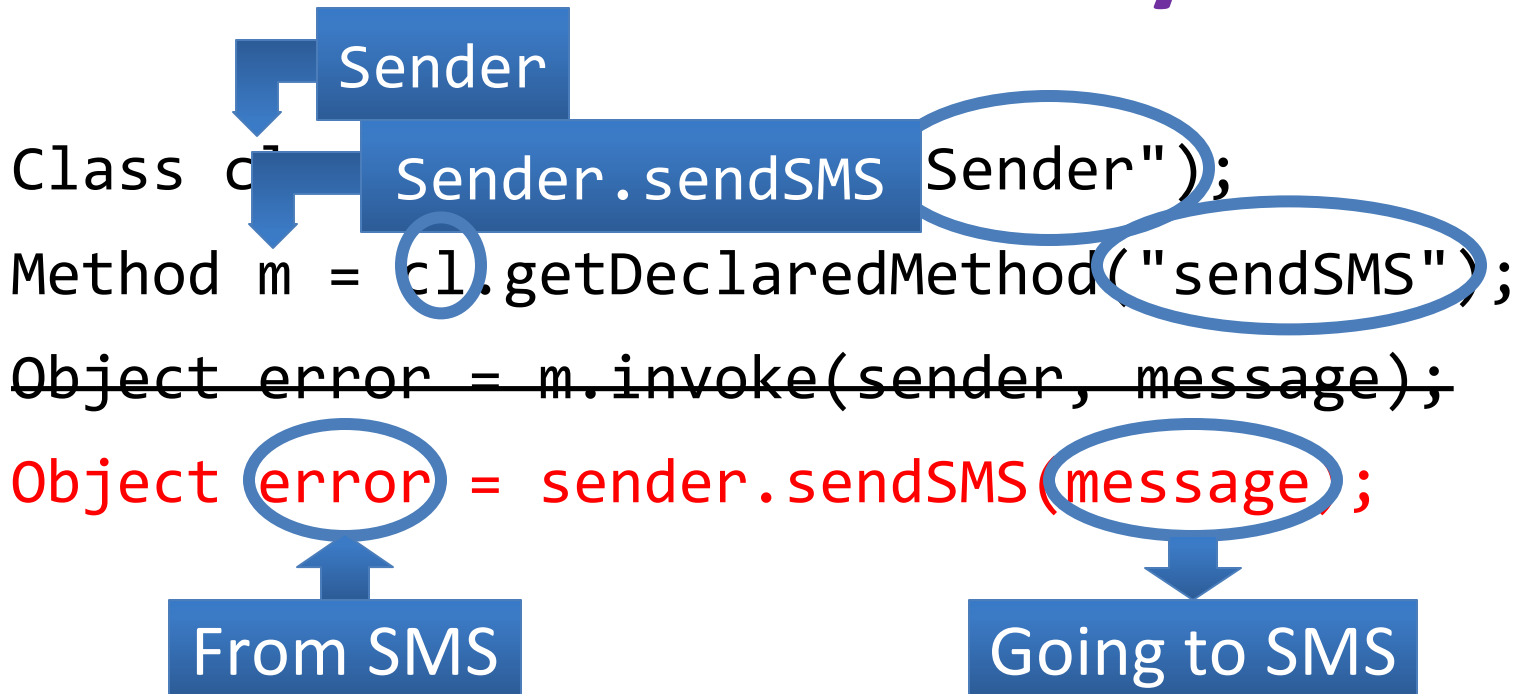 Sender
Class c Sender");
Sender.sendSMS
Method m = cl.getDeclaredMethod("sendSMS");
Object error = m.invoke(sender, message);
Object error = sender.sendSMS(message);
From SMS
Going to SMS